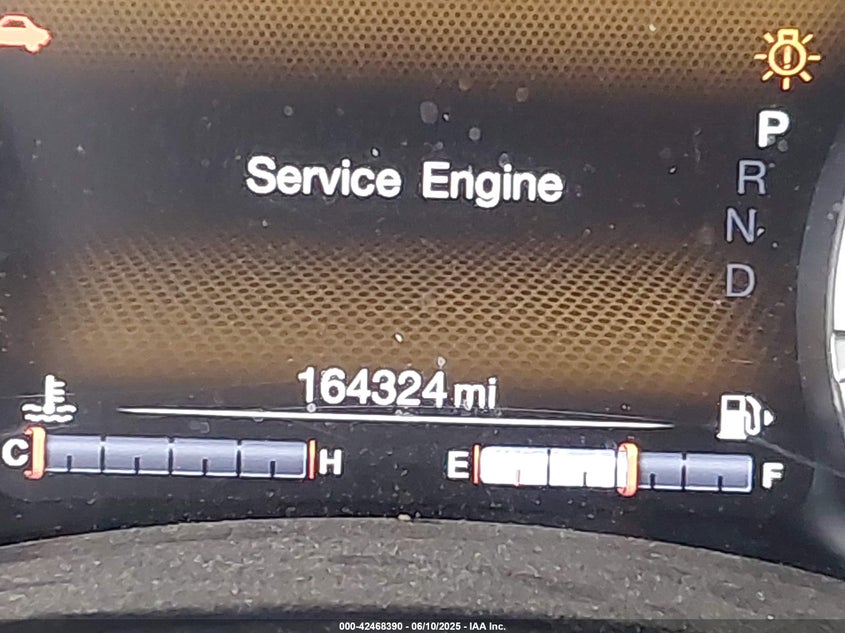 P
Service Engine
R
N
D
164324 mi
C H E F
000-42468390 - 06/10/2025 - IAA Inc.